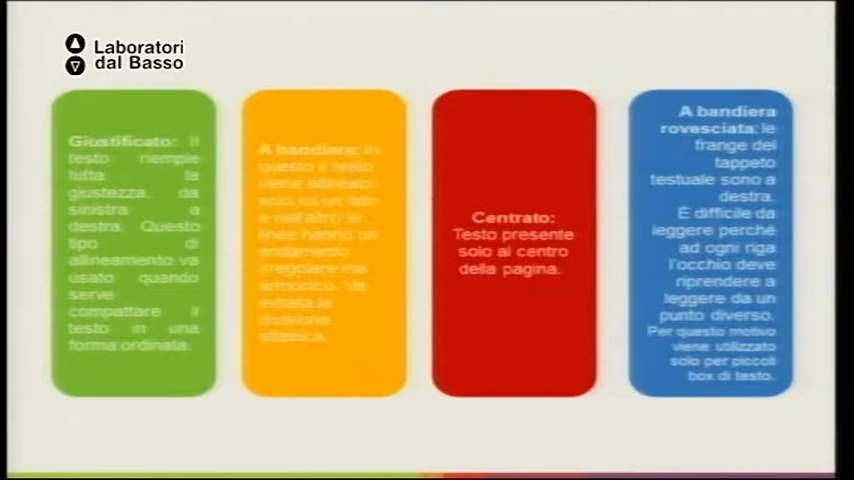 Laboratori
dal Basso
Giustificato: Il
testo riempie
tutta la
giustezza, da
sinistra a
destra. Questo
tipo di
allineamento va
usato quando
serve
compattare il
testo in una
forma ordinata.
A bandiera: in
questo il testo
viene allineato
solo su un lato
e nell'altro le
linee hanno un
andamento
irregolare ma
armonico. Va
evitata la
divisione
sillabica.
Centrato:
Testo presente
solo al centro
della pagina.
A bandiera
rovesciata: le
frange del
tappeto
testuale sono a
destra.
È difficile da
leggere perché
ad ogni riga
l'occhio deve
riprendere a
leggere da un
punto diverso.
Per questo motivo
viene utilizzato
solo per piccoli
box di testo.